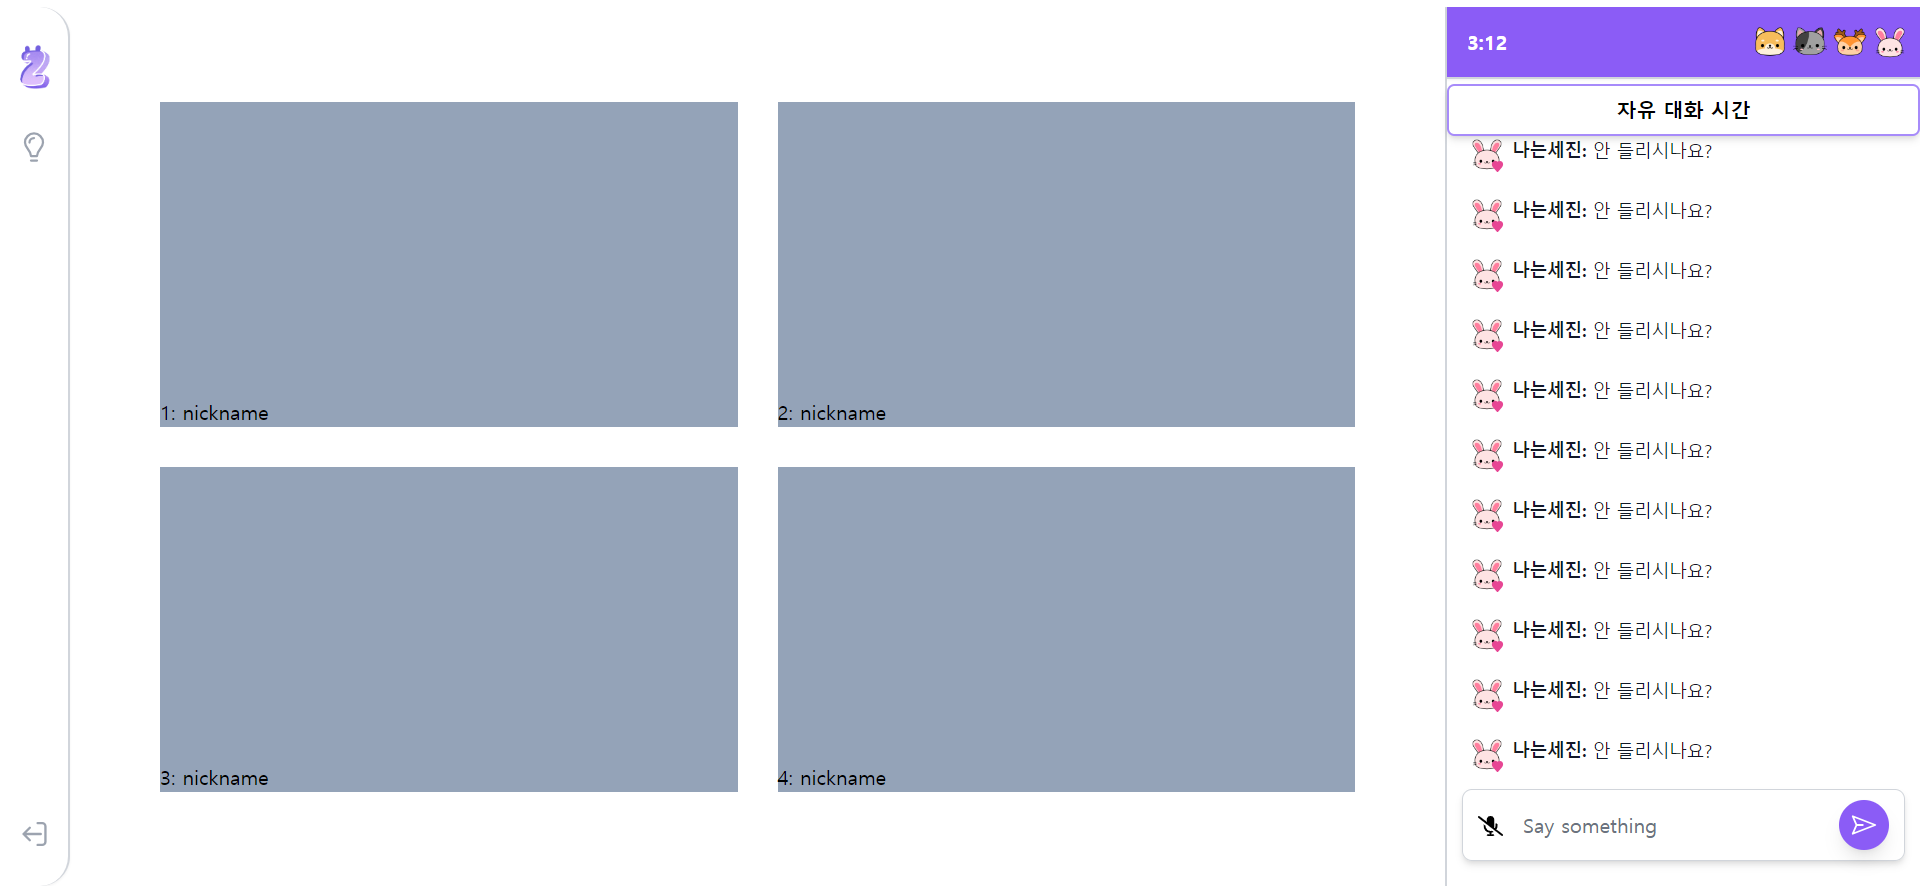 1: nickname
2: nickname
3: nickname
4: nickname
3:12
자유 대화 시간
나는세진: 안 들리시나요?
나는세진: 안 들리시나요?
나는세진: 안 들리시나요?
나는세진: 안 들리시나요?
나는세진: 안 들리시나요?
나는세진: 안 들리시나요?
나는세진: 안 들리시나요?
나는세진: 안 들리시나요?
나는세진: 안 들리시나요?
나는세진: 안 들리시나요?
나는세진: 안 들리시나요?
Say something